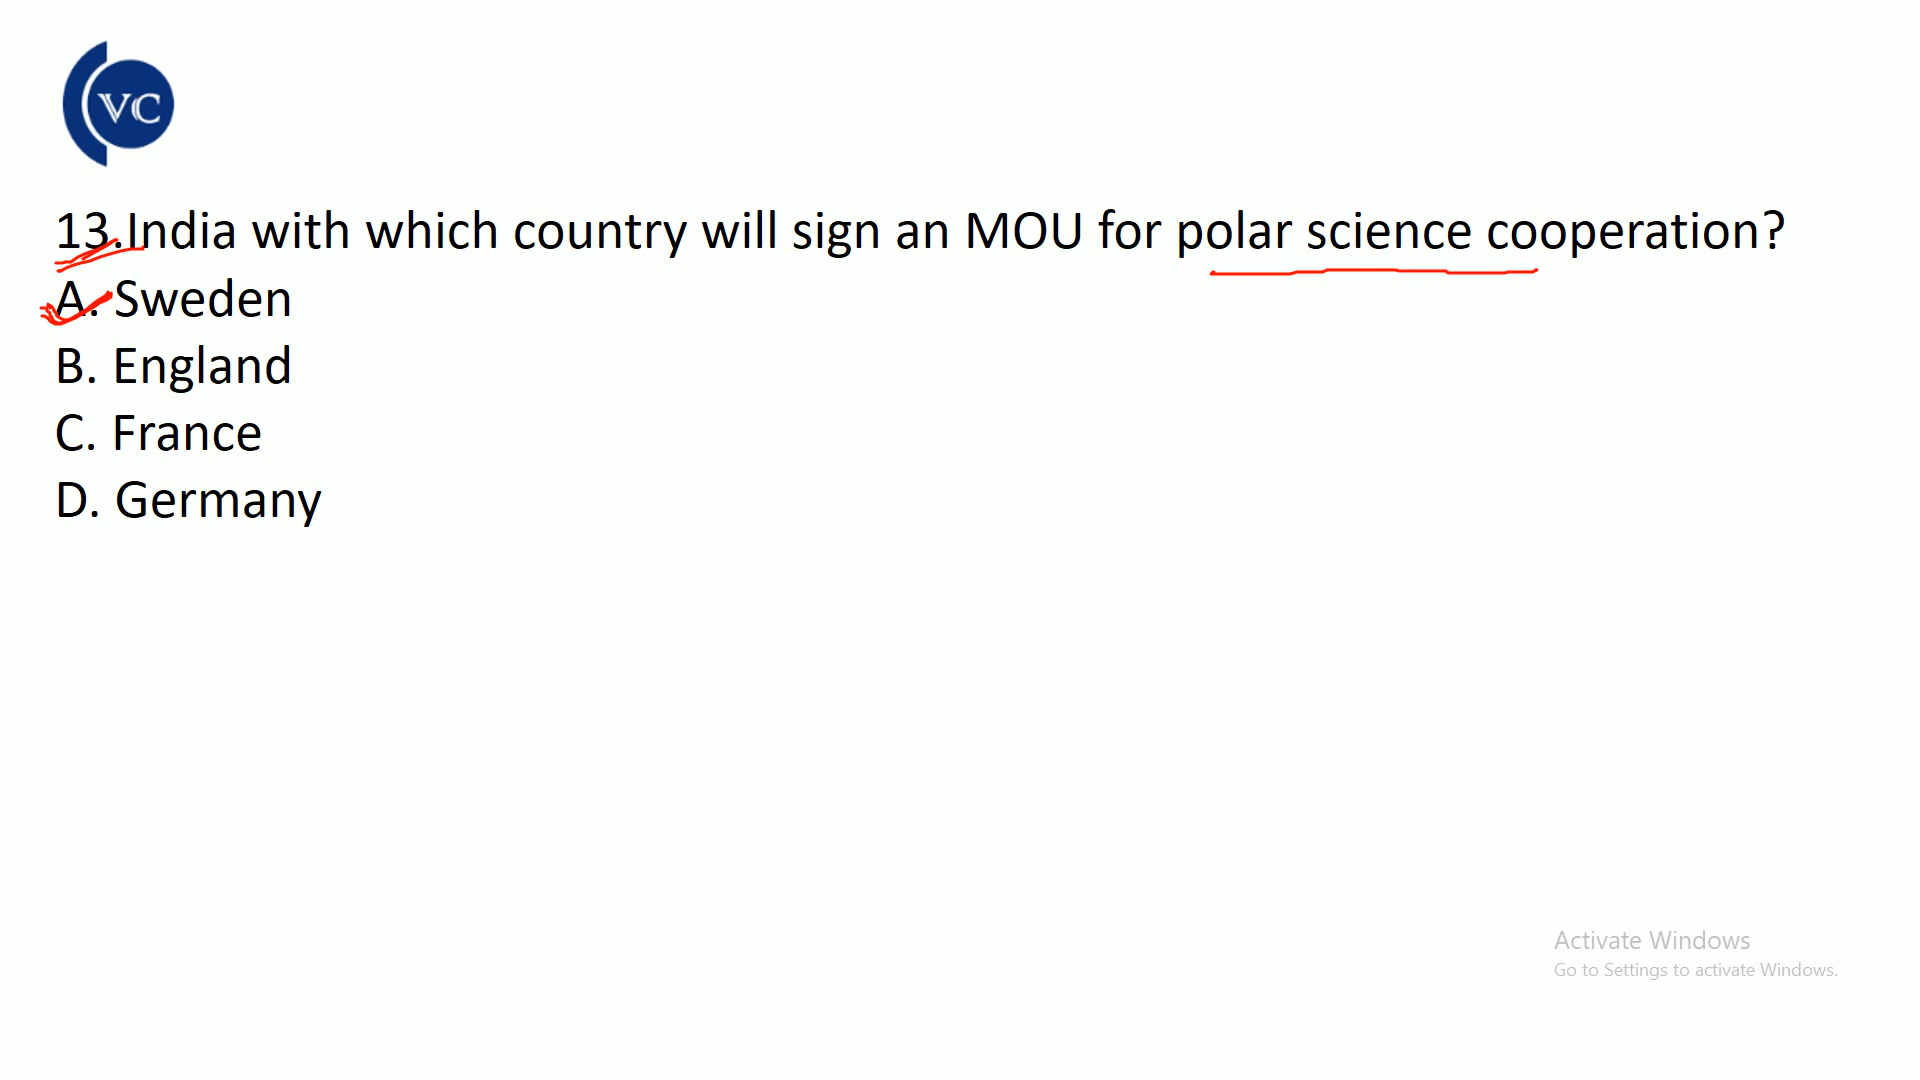 VC
13.India with which country will sign an MOU for polar science cooperation?
A. Sweden
B. England
C. France
D. Germany
Activate Windows
Go to Settings to activate Windows.